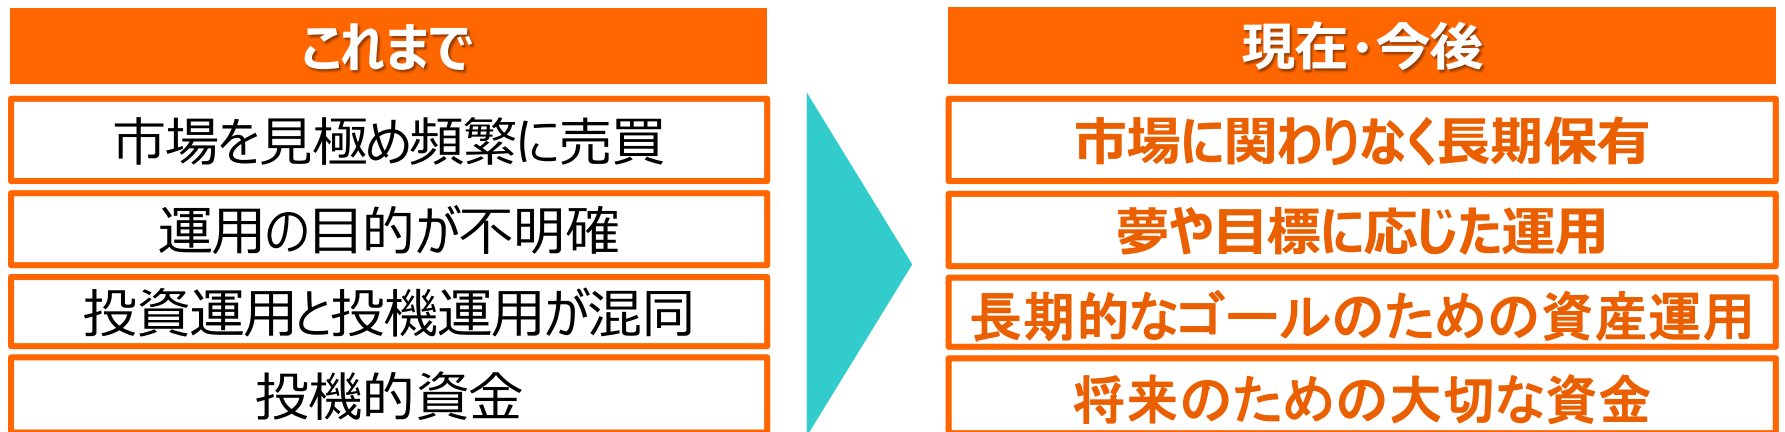 これまで
現在・今後
市場を見極め頻繁に売買
市場に関わりなく長期保有
運用の目的が不明確
夢や目標に応じた運用
投資運用と投機運用が混同
長期的なゴールのための資産運用
投機的資金
将来のための大切な資金